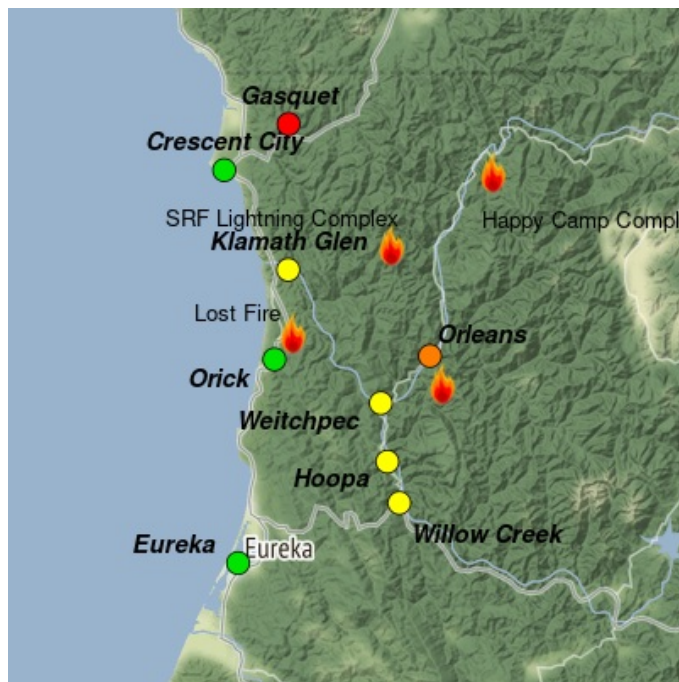 Gasquet
Crescent City
SRF Lightning Complex
Happy Camp Compl
Klamath Glen
Lost Fire
Orleans
Orick
Weitchpec
Hoopa
Willow Creek
Eureka
Eureka